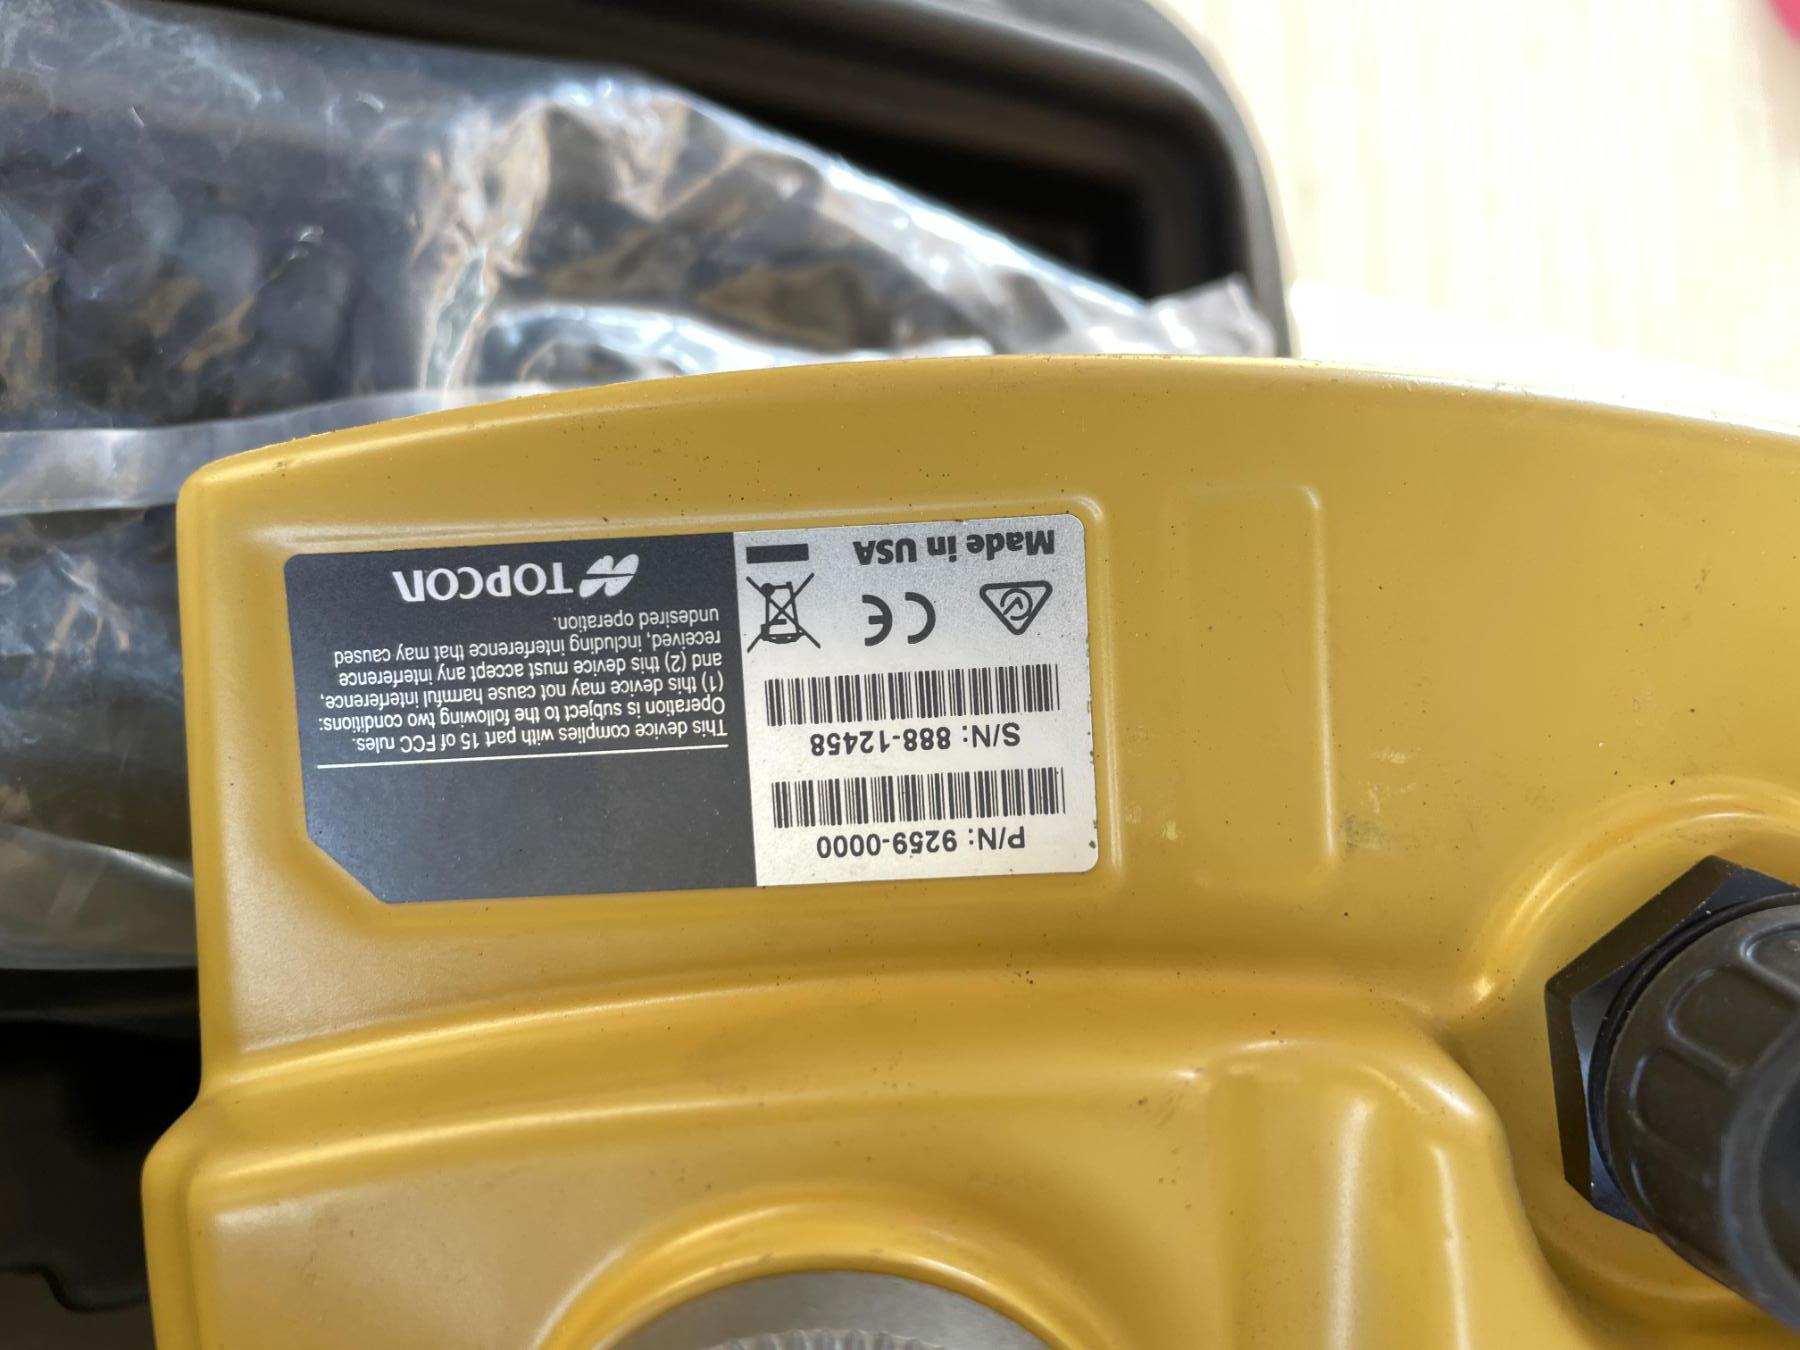 P/N: 9259-0000
S/N: 888-12458
CE
Made in USA
This device complies with part 15 of FCC rules.
Operation is subject to the following two conditions:
(1) this device may not cause harmful interference,
and (2) this device must accept any interference
received, including interference that may caused
undesired operation.
TOPCON